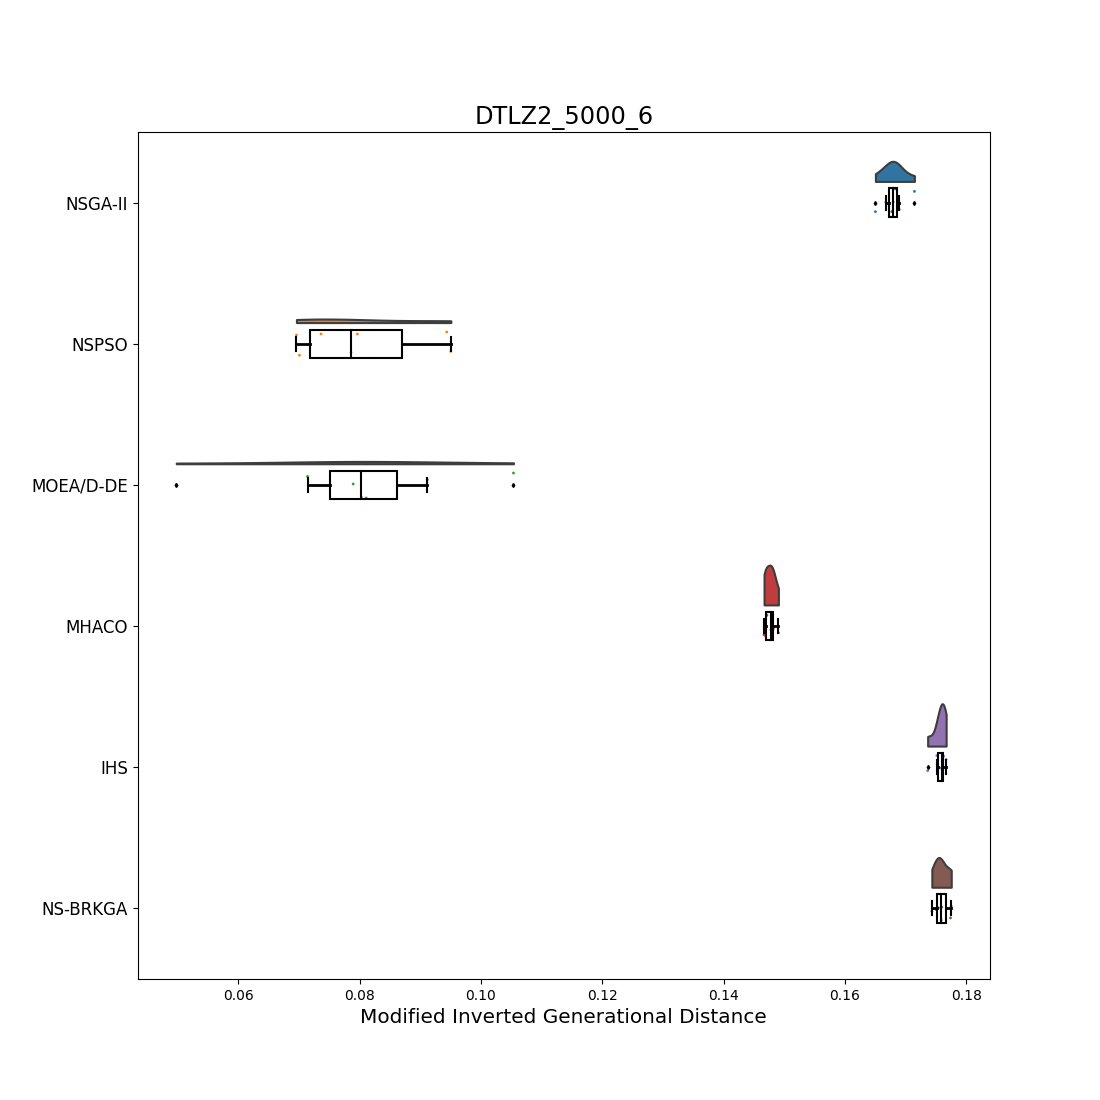 DTLZ2_5000_6
NSGA-II
NSPSO
MOEA/D-DE
MHACO
IHS
NS-BRKGA
0.06 0.08 0.10 0.12 0.14 0.16 0.18
Modified Inverted Generational Distance